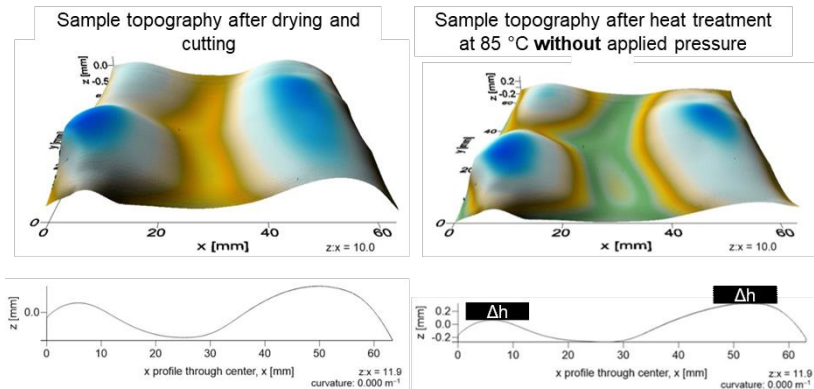 Sample topography after drying and
cutting
Sample topography after heat treatment
at 85 °C without applied pressure
z [mm]
0.0
-0.5
0
0
20
40
60
x [mm]
z:x = 10.0
z [mm]
0.2
-0.2
40
0
0
20
40
60
x [mm]
z:x = 10.0
z [mm]
0.0
0
10
20
30
40
50
60
x profile through center, x [mm]
z:x = 11.9
curvature: 0.000 m⁻¹
Δh
Δh
z [mm]
0.2
0.0
-0.2
0
10
20
30
40
50
60
x profile through center, x [mm]
z:x = 11.9
curvature: 0.000 m⁻¹